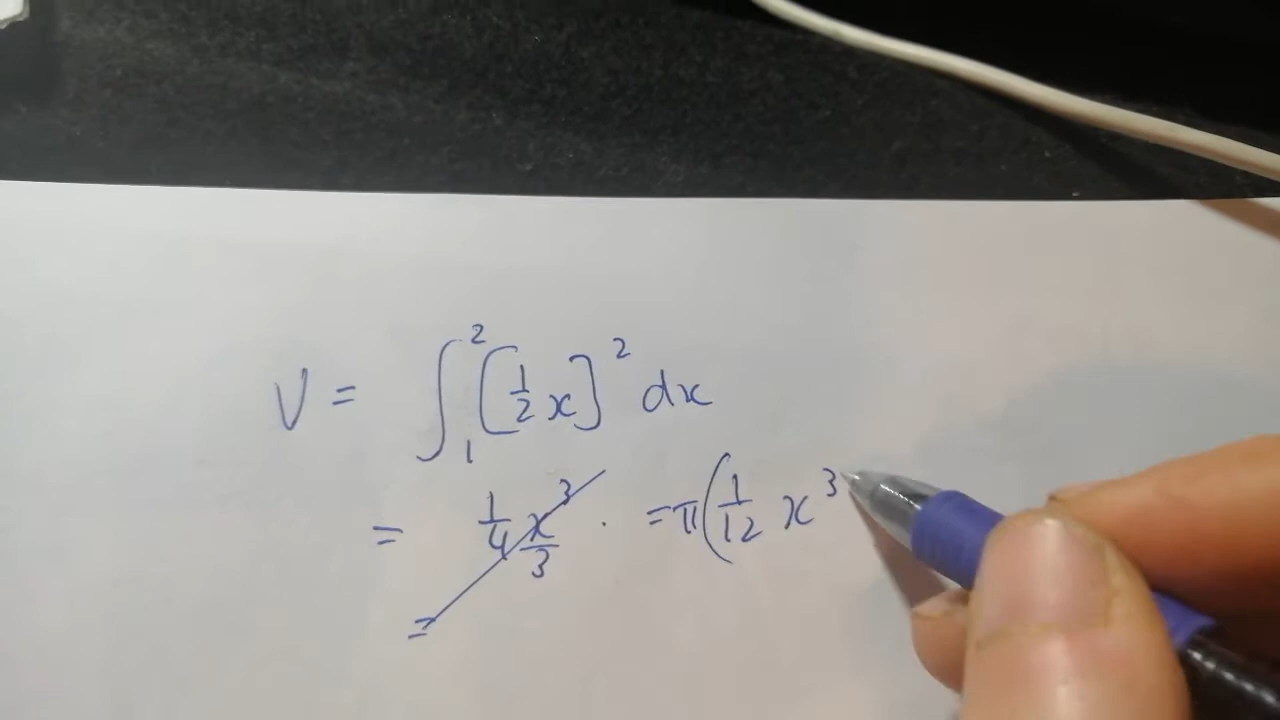 V = ∫₁² [½x]² dx
= ¼ x³/3 . = π(1/12 x³
=